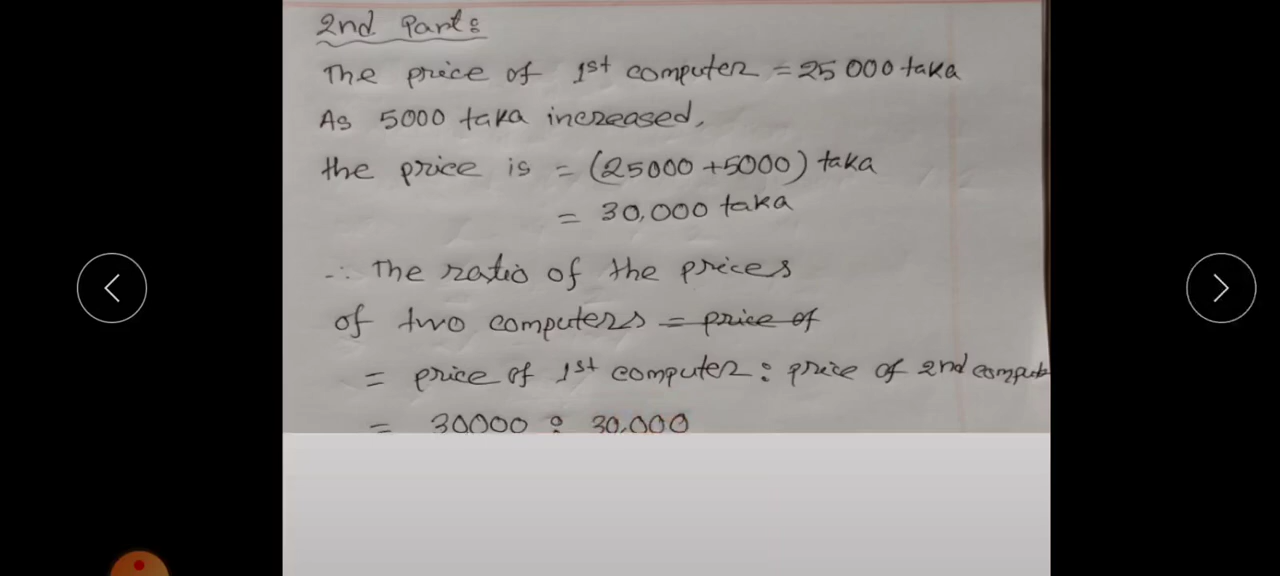 2nd Part:
The price of 1st computer = 25000 taka
As 5000 taka increased,
the price is = (25000+5000) taka
= 30,000 taka
∴ The ratio of the prices
of two computers = price of
= price of 1st computer : price of 2nd comput
= 30000 : 30,000